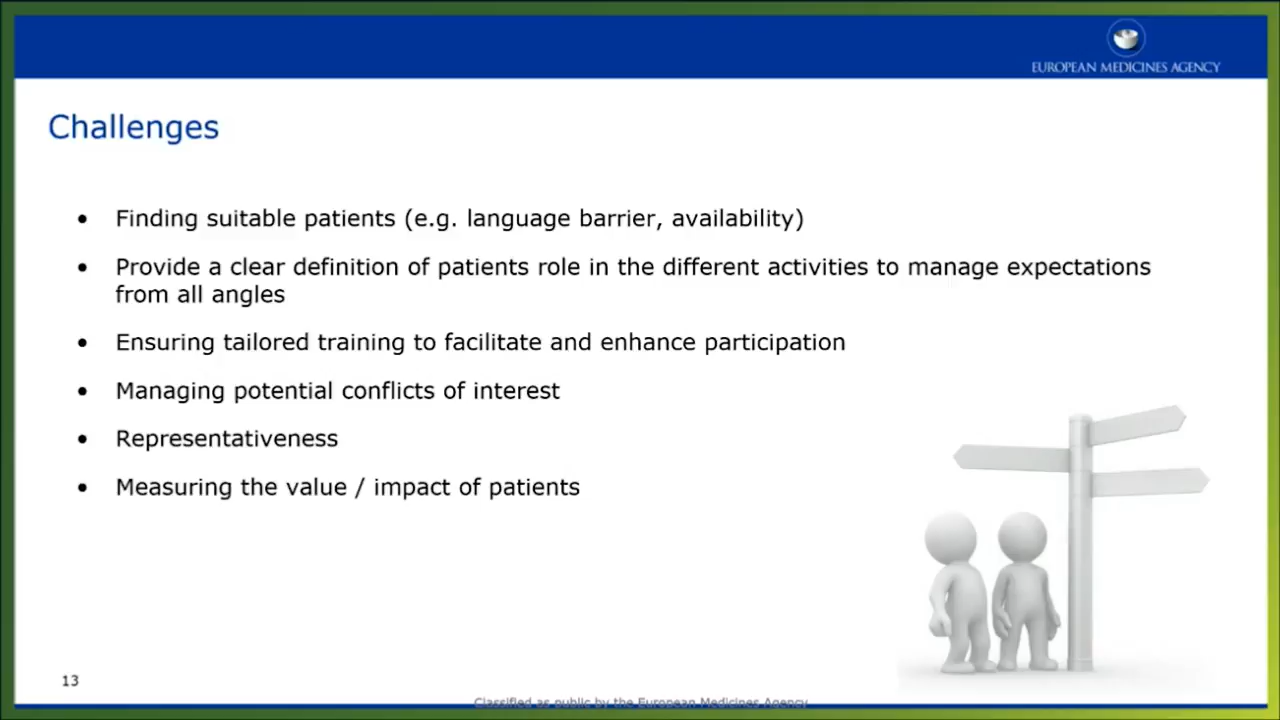 EUROPEAN MEDICINES AGENCY
Challenges
• Finding suitable patients (e.g. language barrier, availability)
• Provide a clear definition of patients role in the different activities to manage expectations
from all angles
• Ensuring tailored training to facilitate and enhance participation
• Managing potential conflicts of interest
• Representativeness
• Measuring the value / impact of patients
13
Classified as public by the European Medicines Agency